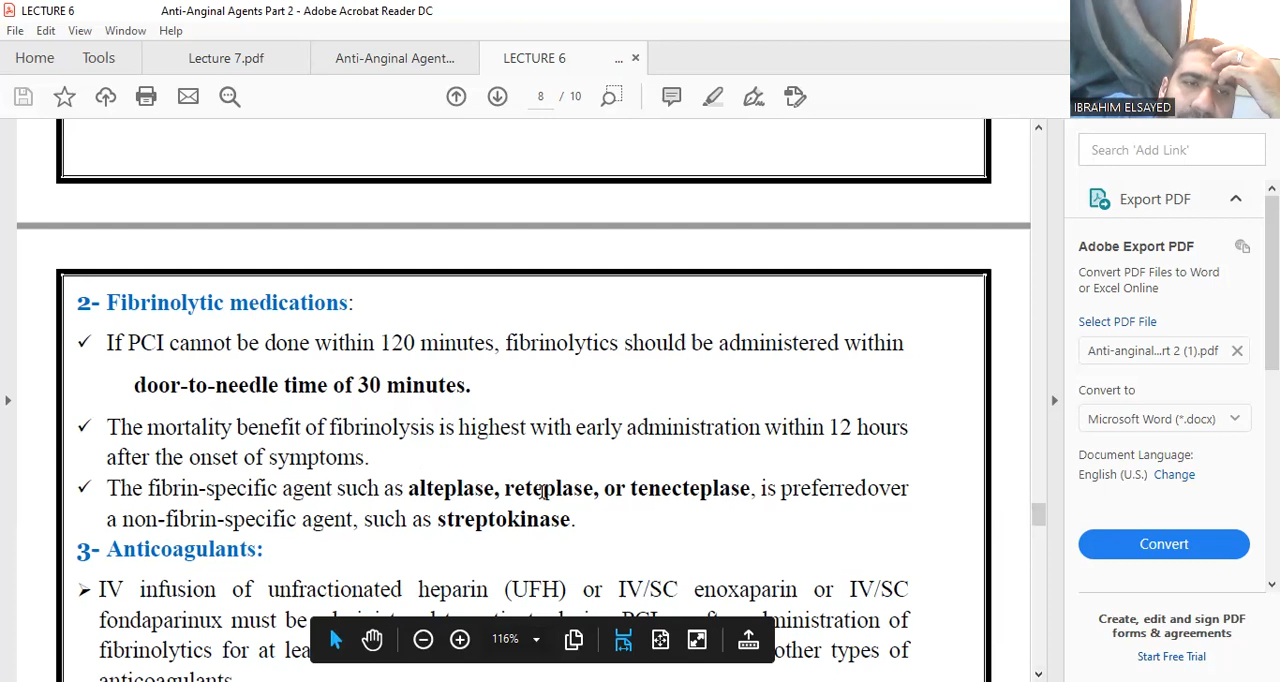 LECTURE 6
Anti-Anginal Agents Part 2 - Adobe Acrobat Reader DC
File Edit View Window Help
Home Tools Lecture 7.pdf Anti-Anginal Agent... LECTURE 6 ... ×
8 / 10
IBRAHIM ELSAYED
Search 'Add Link'
Export PDF
Adobe Export PDF
Convert PDF Files to Word
or Excel Online
Select PDF File
Anti-anginal...rt 2 (1).pdf
Convert to
Microsoft Word (*.docx)
Document Language:
English (U.S.) Change
Convert
Create, edit and sign PDF
forms & agreements
Start Free Trial
2- Fibrinolytic medications:
✓ If PCI cannot be done within 120 minutes, fibrinolytics should be administered within
door-to-needle time of 30 minutes.
✓ The mortality benefit of fibrinolysis is highest with early administration within 12 hours
after the onset of symptoms.
✓ The fibrin-specific agent such as alteplase, reteplase, or tenecteplase, is preferredover
a non-fibrin-specific agent, such as streptokinase.
3- Anticoagulants:
➢ IV infusion of unfractionated heparin (UFH) or IV/SC enoxaparin or IV/SC
fondaparinux must be
fibrinolytics for at other types of
anticoagulants.
116%